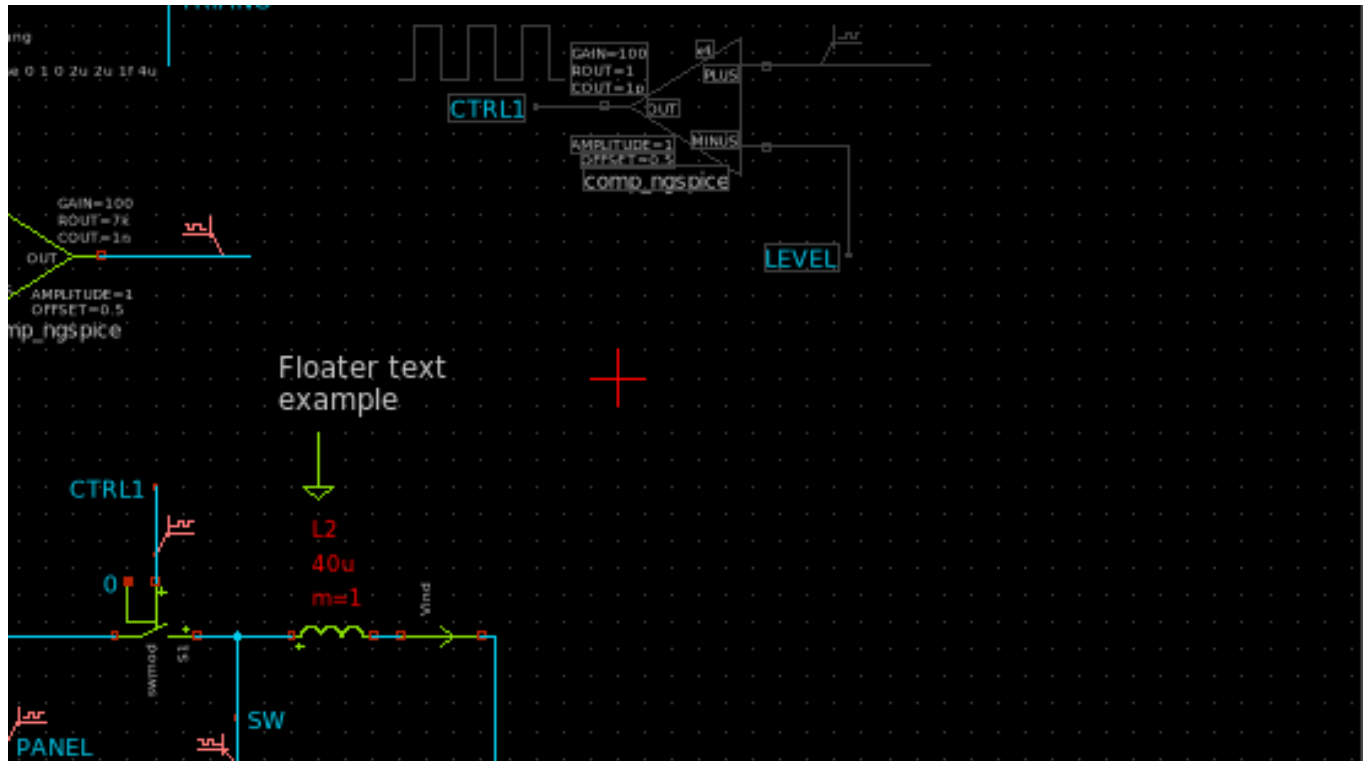 ang
e 0 1 0 2u 2u 1f 4u
GAIN=100
ROUT=1
COUT=1p
e4
PLUS
CTRL1
OUT
AMPLITUDE=1
OFFSET=0.5
MINUS
comp_ngspice
LEVEL
GAIN=100
ROUT=7k
COUT=1n
OUT
AMPLITUDE=1
OFFSET=0.5
mp_ngspice
Floater text
example
CTRL1
L2
40u
m=1
0
Vind
swmod
S1
SW
PANEL